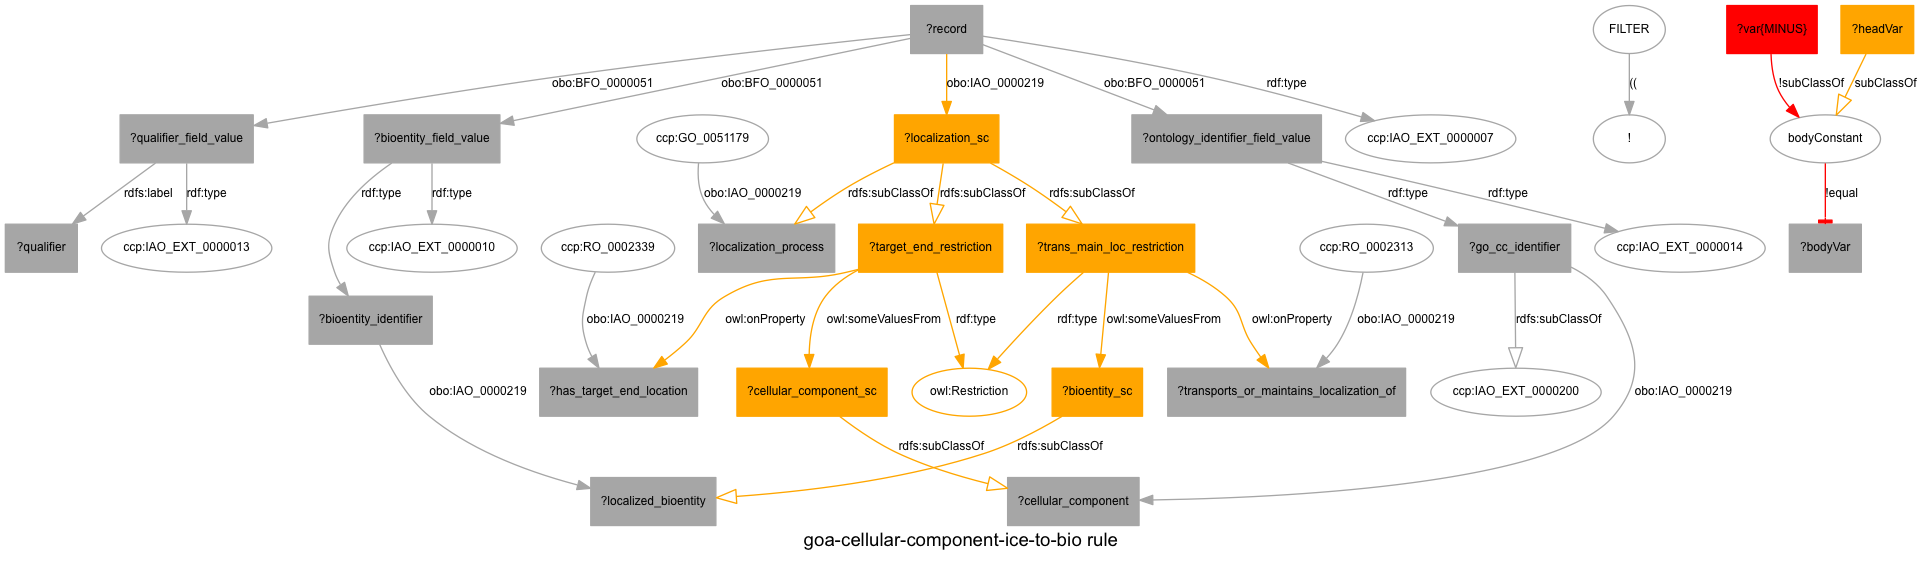 ?record
FILTER
?var{MINUS}
?headVar
obo:BFO_0000051
obo:BFO_0000051
obo:IAO_0000219
obo:BFO_0000051
rdf:type
((
!subClassOf
subClassOf
?qualifier_field_value
?bioentity_field_value
ccp:GO_0051179
?localization_sc
?ontology_identifier_field_value
ccp:IAO_EXT_0000007
!
bodyConstant
rdfs:label
rdf:type
rdf:type
rdf:type
obo:IAO_0000219
rdfs:subClassOf
rdfs:subClassOf
rdfs:subClassOf
rdf:type
rdf:type
!equal
?qualifier
ccp:IAO_EXT_0000013
ccp:IAO_EXT_0000010
ccp:RO_0002339
?localization_process
?target_end_restriction
?trans_main_loc_restriction
ccp:RO_0002313
?go_cc_identifier
ccp:IAO_EXT_0000014
?bodyVar
?bioentity_identifier
obo:IAO_0000219
owl:onProperty
owl:someValuesFrom
rdf:type
rdf:type
owl:someValuesFrom
owl:onProperty
obo:IAO_0000219
rdfs:subClassOf
obo:IAO_0000219
?has_target_end_location
?cellular_component_sc
owl:Restriction
?bioentity_sc
?transports_or_maintains_localization_of
ccp:IAO_EXT_0000200
obo:IAO_0000219
rdfs:subClassOf
rdfs:subClassOf
?localized_bioentity
?cellular_component
goa-cellular-component-ice-to-bio rule